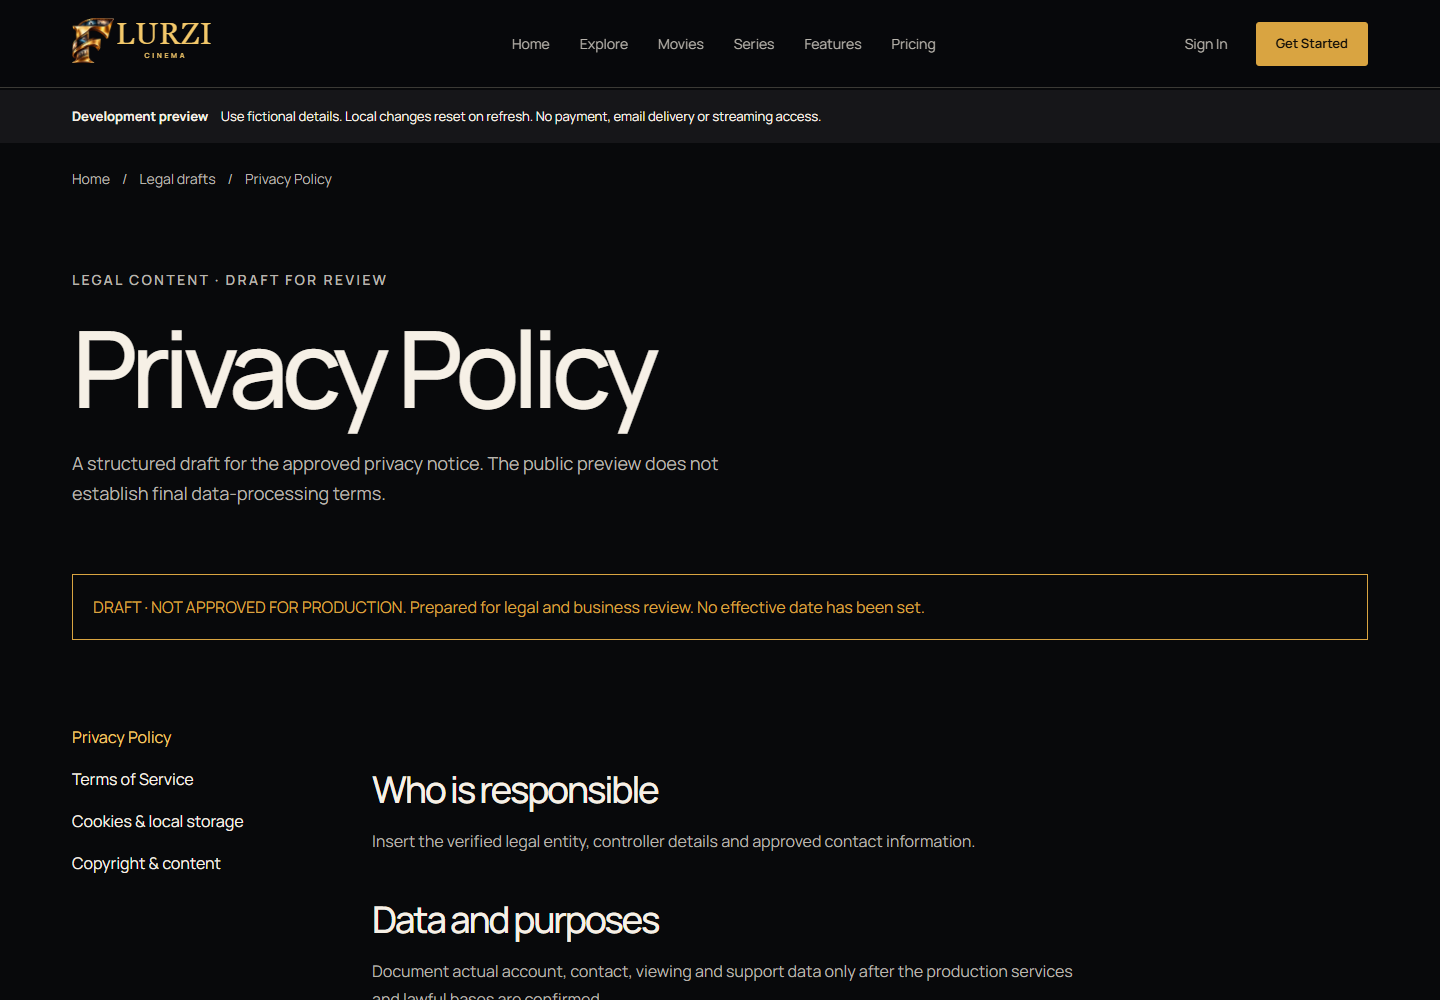 FLURZI
CINEMA
Home Explore Movies Series Features Pricing
Sign In
Get Started
Development preview Use fictional details. Local changes reset on refresh. No payment, email delivery or streaming access.
Home / Legal drafts / Privacy Policy
LEGAL CONTENT · DRAFT FOR REVIEW
Privacy Policy
A structured draft for the approved privacy notice. The public preview does not
establish final data-processing terms.
DRAFT · NOT APPROVED FOR PRODUCTION. Prepared for legal and business review. No effective date has been set.
Privacy Policy
Terms of Service
Cookies & local storage
Copyright & content
Who is responsible
Insert the verified legal entity, controller details and approved contact information.
Data and purposes
Document actual account, contact, viewing and support data only after the production services
and lawful bases are confirmed.